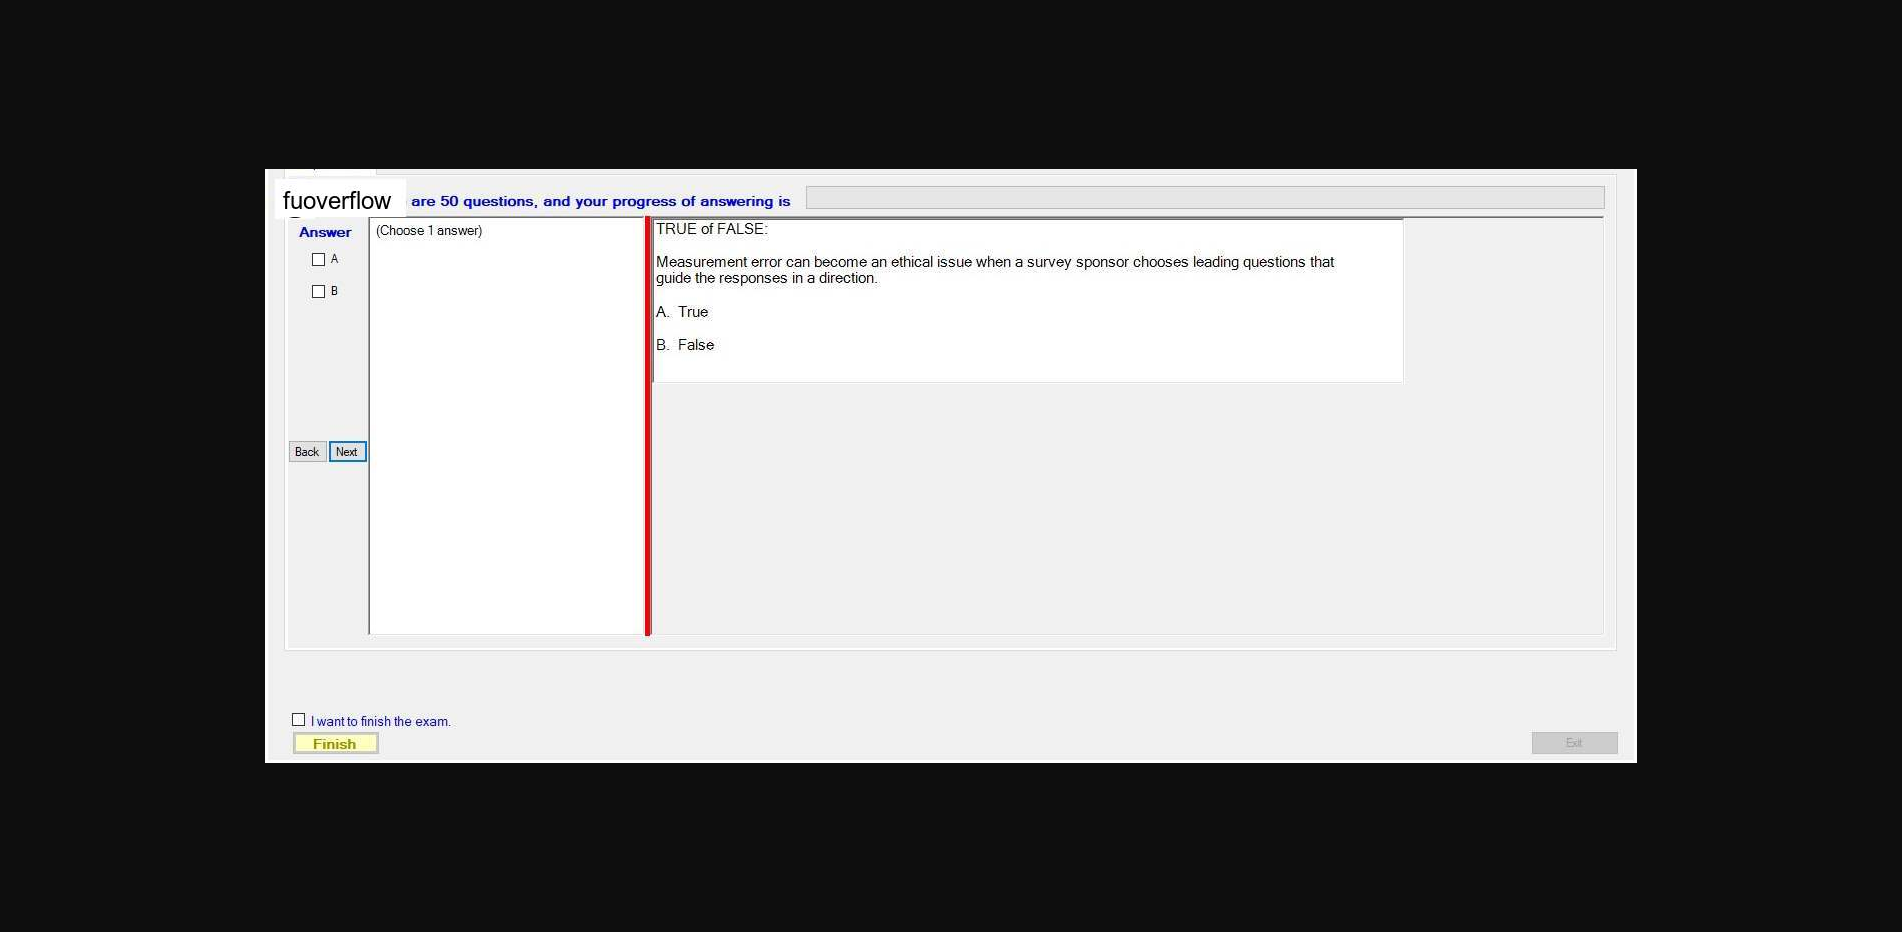 fuoverflow are 50 questions, and your progress of answering is
Answer
(Choose 1 answer)
A
B
Back Next
TRUE of FALSE:
Measurement error can become an ethical issue when a survey sponsor chooses leading questions that
guide the responses in a direction.
A. True
B. False
I want to finish the exam.
Finish
Exit